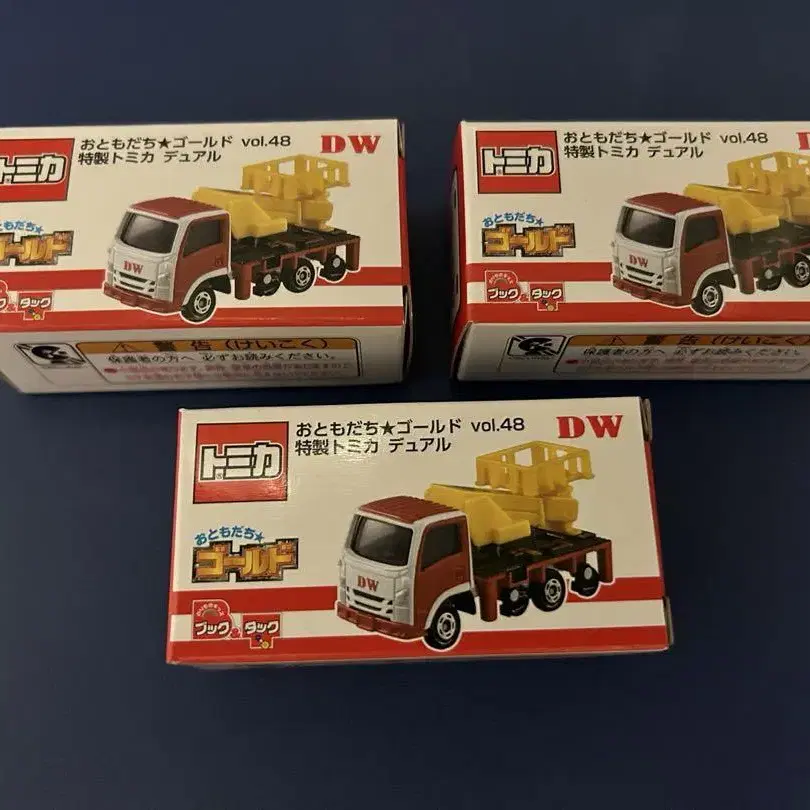 トミカ
おともだち★ゴールド vol.48
特製トミカ デュアル
DW
おともだち★
ゴールド
DW
ブック&タック
警告(けいこく)
保護者の方へ 必ずお読みください。
トミカ
おともだち★ゴールド vol.48
特製トミカ デュアル
おともだち★
ゴールド
DW
ブック&タック
警告(けいこく)
保護者の方へ 必ずお読みください。
トミカ
おともだち★ゴールド vol.48
特製トミカ デュアル
DW
おともだち★
ゴールド
DW
ブック&タック